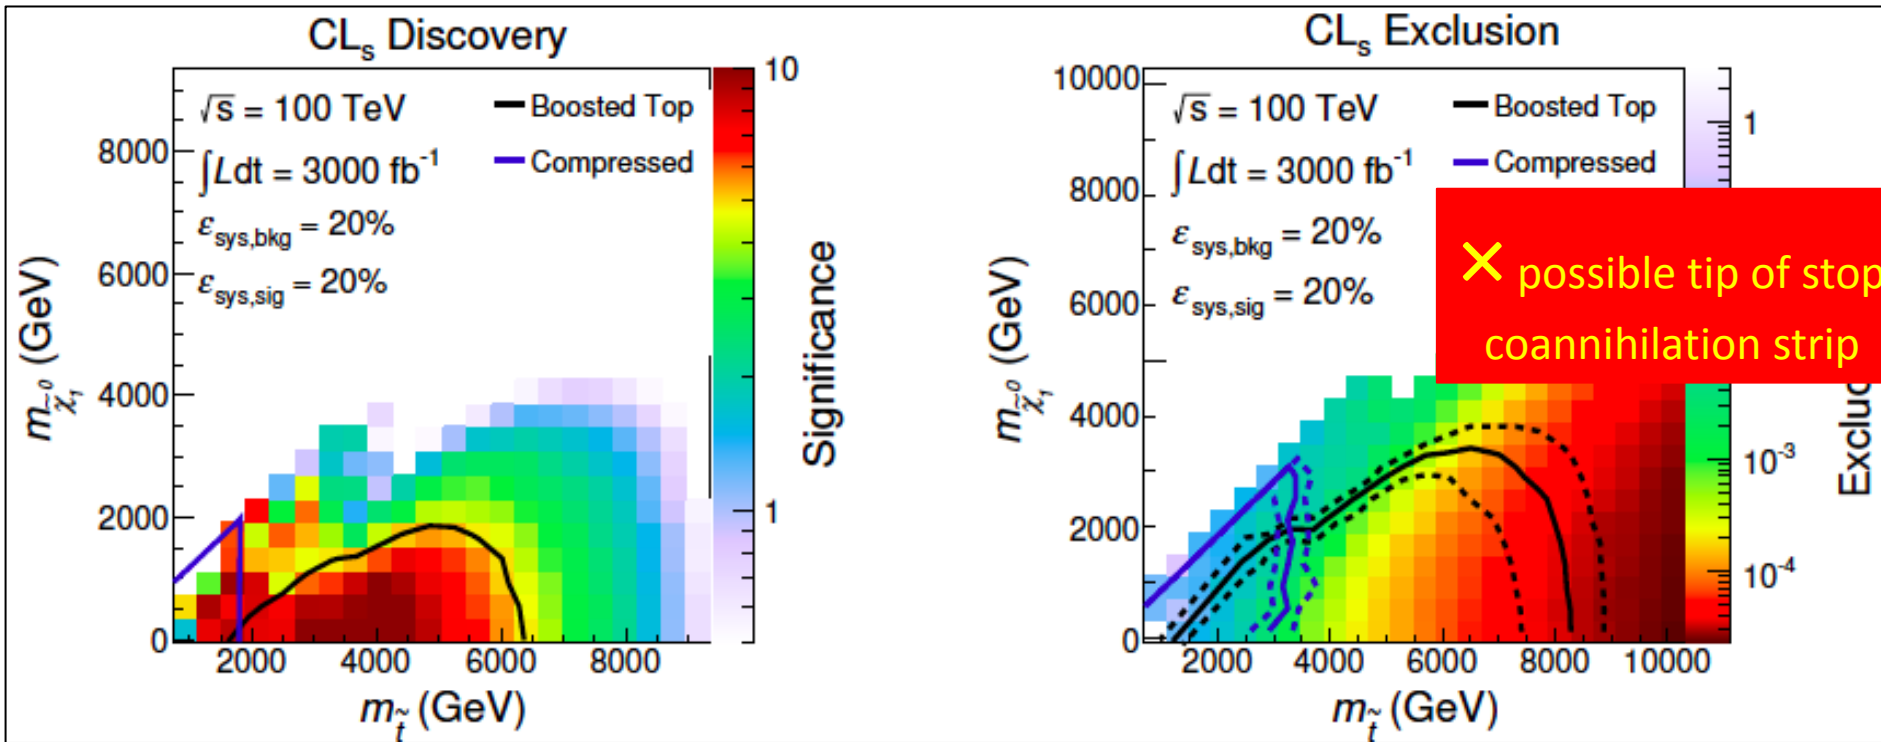 CLs Discovery
√s = 100 TeV
∫Ldt = 3000 fb-1
εsys,bkg = 20%
εsys,sig = 20%
Boosted Top
Compressed
8000
6000
4000
2000
0
2000 4000 6000 8000
m χ̃10 (GeV)
m t̃ (GeV)
10
1
Significance
CLs Exclusion
√s = 100 TeV
∫Ldt = 3000 fb-1
εsys,bkg = 20%
εsys,sig = 20%
Boosted Top
Compressed
10000
8000
6000
4000
2000
0
2000 4000 6000 8000 10000
m χ̃10 (GeV)
m t̃ (GeV)
1
10-3
10-4
Exclu
× possible tip of stop
coannihilation strip